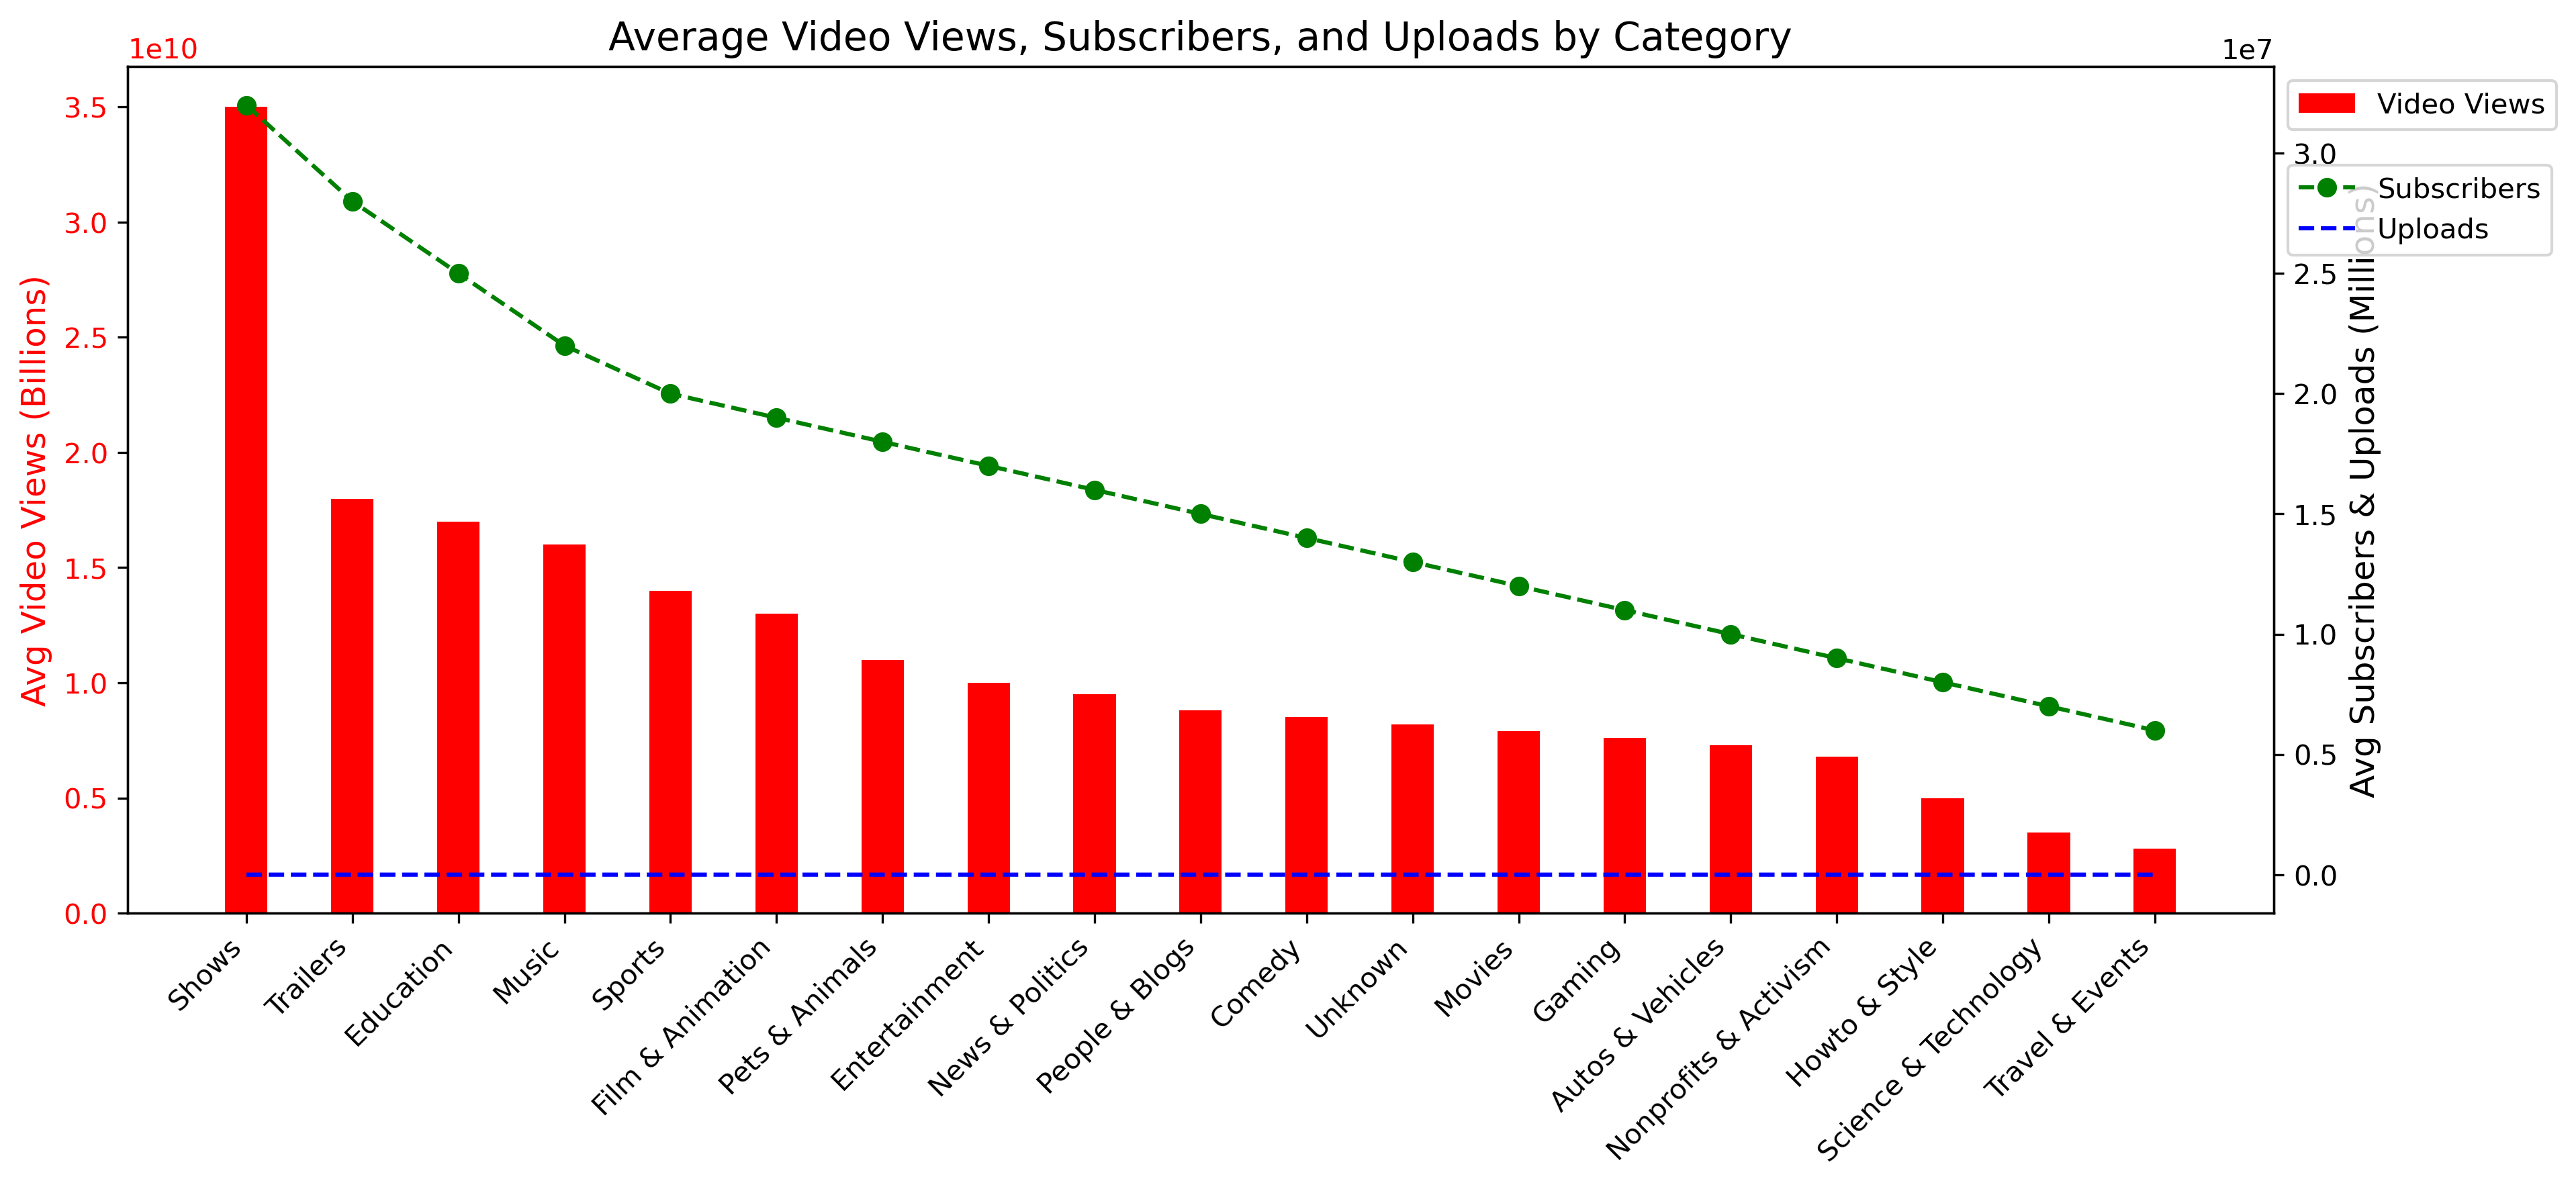 Average Video Views, Subscribers, and Uploads by Category
1e10
1e7
3.5
3.0
2.5
2.0
1.5
1.0
0.5
0.0
Avg Video Views (Billions)
3.0
2.5
2.0
1.5
1.0
0.5
0.0
Avg Subscribers & Uploads (Millions)
Video Views
Subscribers
Uploads
Shows
Trailers
Education
Music
Sports
Film & Animation
Pets & Animals
Entertainment
News & Politics
People & Blogs
Comedy
Unknown
Movies
Gaming
Autos & Vehicles
Nonprofits & Activism
Howto & Style
Science & Technology
Travel & Events